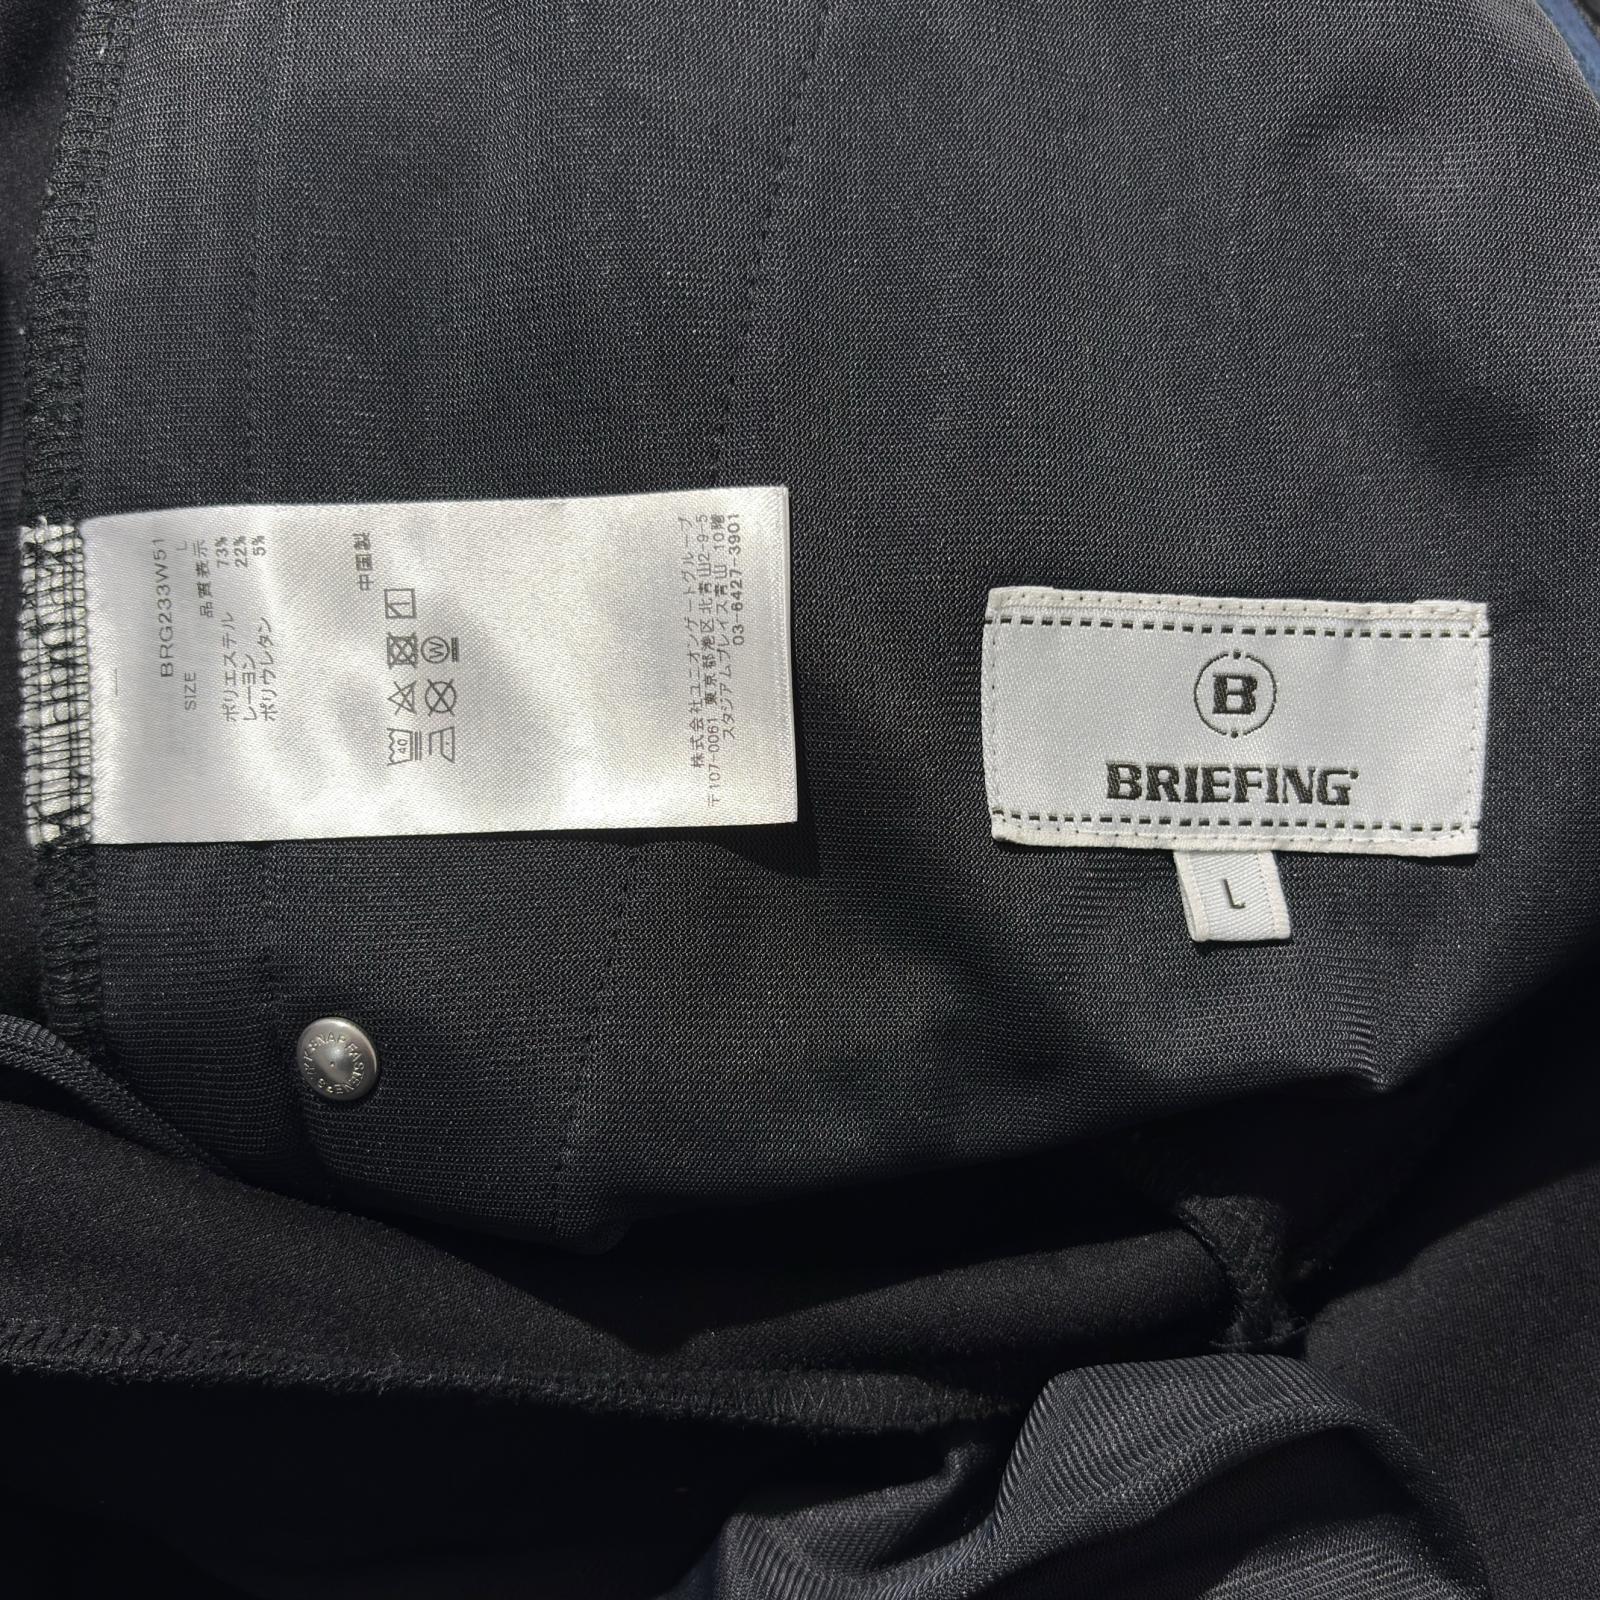 BRG233W51
SIZE L
品質表示
ポリエステル 73%
レーヨン 22%
ポリウレタン 5%
中国製
40
W
株式会社ユニオンゲートグループ
〒107-0061 東京都港区北青山2-9-5
スタジアムプレイス青山 10階
03-6427-3901
B
BRIEFING
L
SNAP FASTENERS